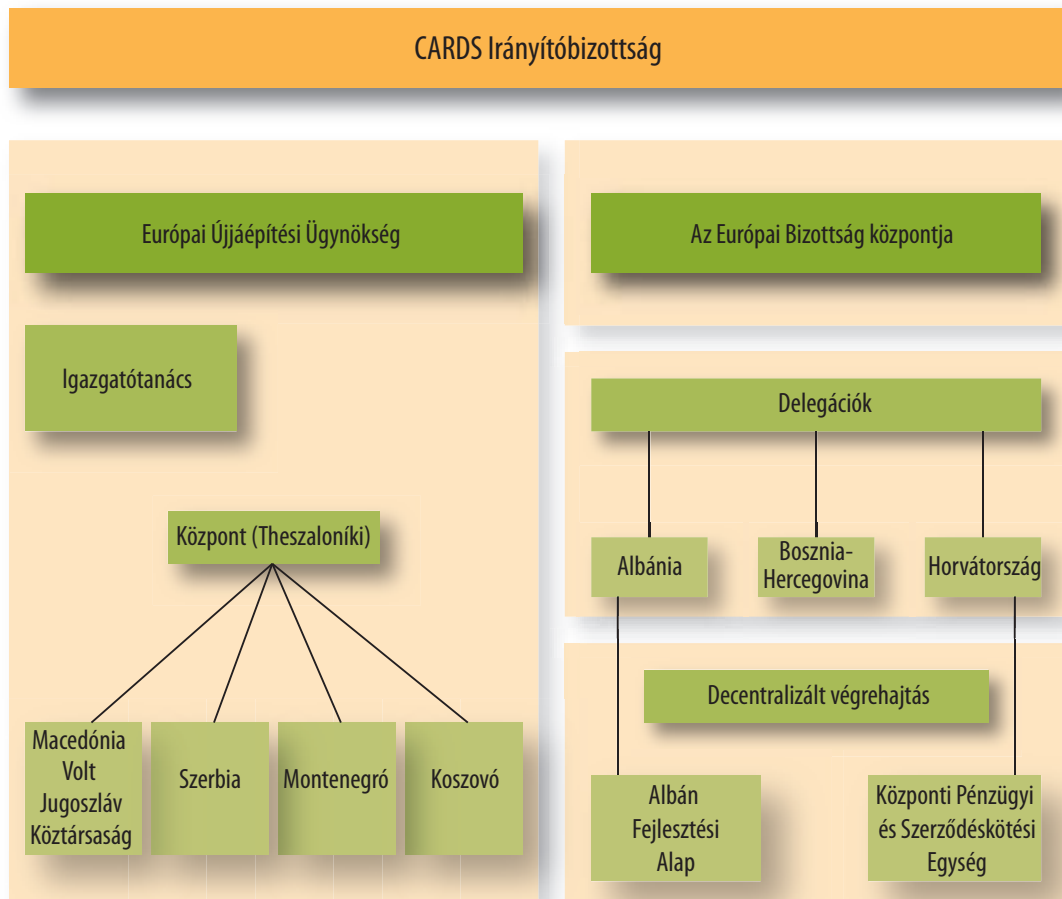 CARDS Irányítóbizottság
Európai Újjáépítési Ügynökség
Igazgatótanács
Központ (Theszaloníki)
Macedónia
Volt
Jugoszláv
Köztársaság
Szerbia
Montenegró
Koszovó
Az Európai Bizottság központja
Delegációk
Albánia
Bosznia-
Hercegovina
Horvátország
Decentralizált végrehajtás
Albán
Fejlesztési
Alap
Központi Pénzügyi
és Szerződéskötési
Egység